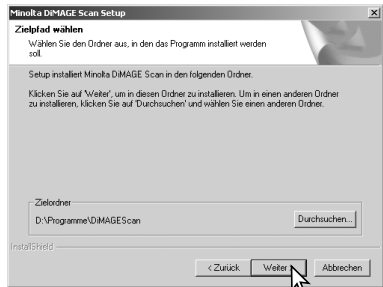 Minolta DiMAGE Scan Setup
Zielpfad wählen
Wählen Sie den Ordner aus, in den das Programm installiert werden
soll.
Setup installiert Minolta DiMAGE Scan in den folgenden Ordner.
Klicken Sie auf 'Weiter', um in diesen Ordner zu installieren. Um in einen anderen Ordner
zu installieren, klicken Sie auf 'Durchsuchen' und wählen Sie einen anderen Ordner.
Zielordner
D:\Programme\DiMAGEScan
Durchsuchen...
InstallShield
< Zurück
Weiter >
Abbrechen